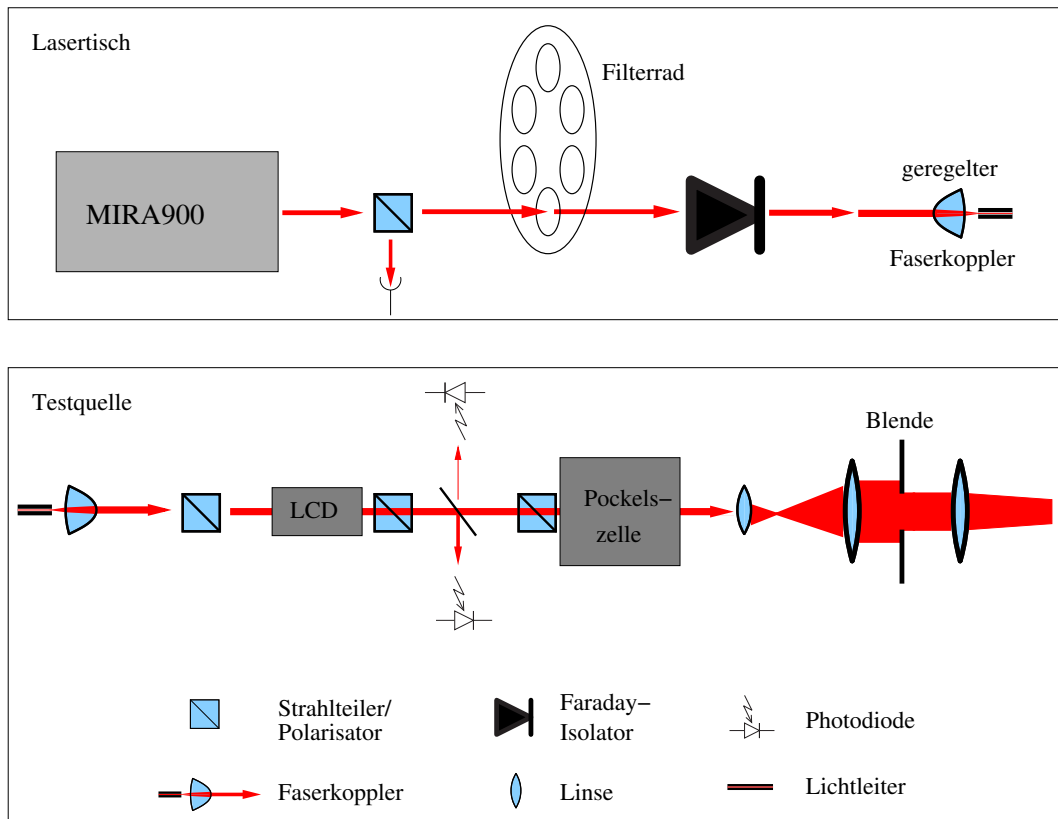 Lasertisch
Filterrad
MIRA900
geregelter
Faserkoppler
Testquelle
Blende
LCD
Pockels−
zelle
Strahlteiler/
Polarisator
Faraday−
Isolator
Photodiode
Faserkoppler
Linse
Lichtleiter